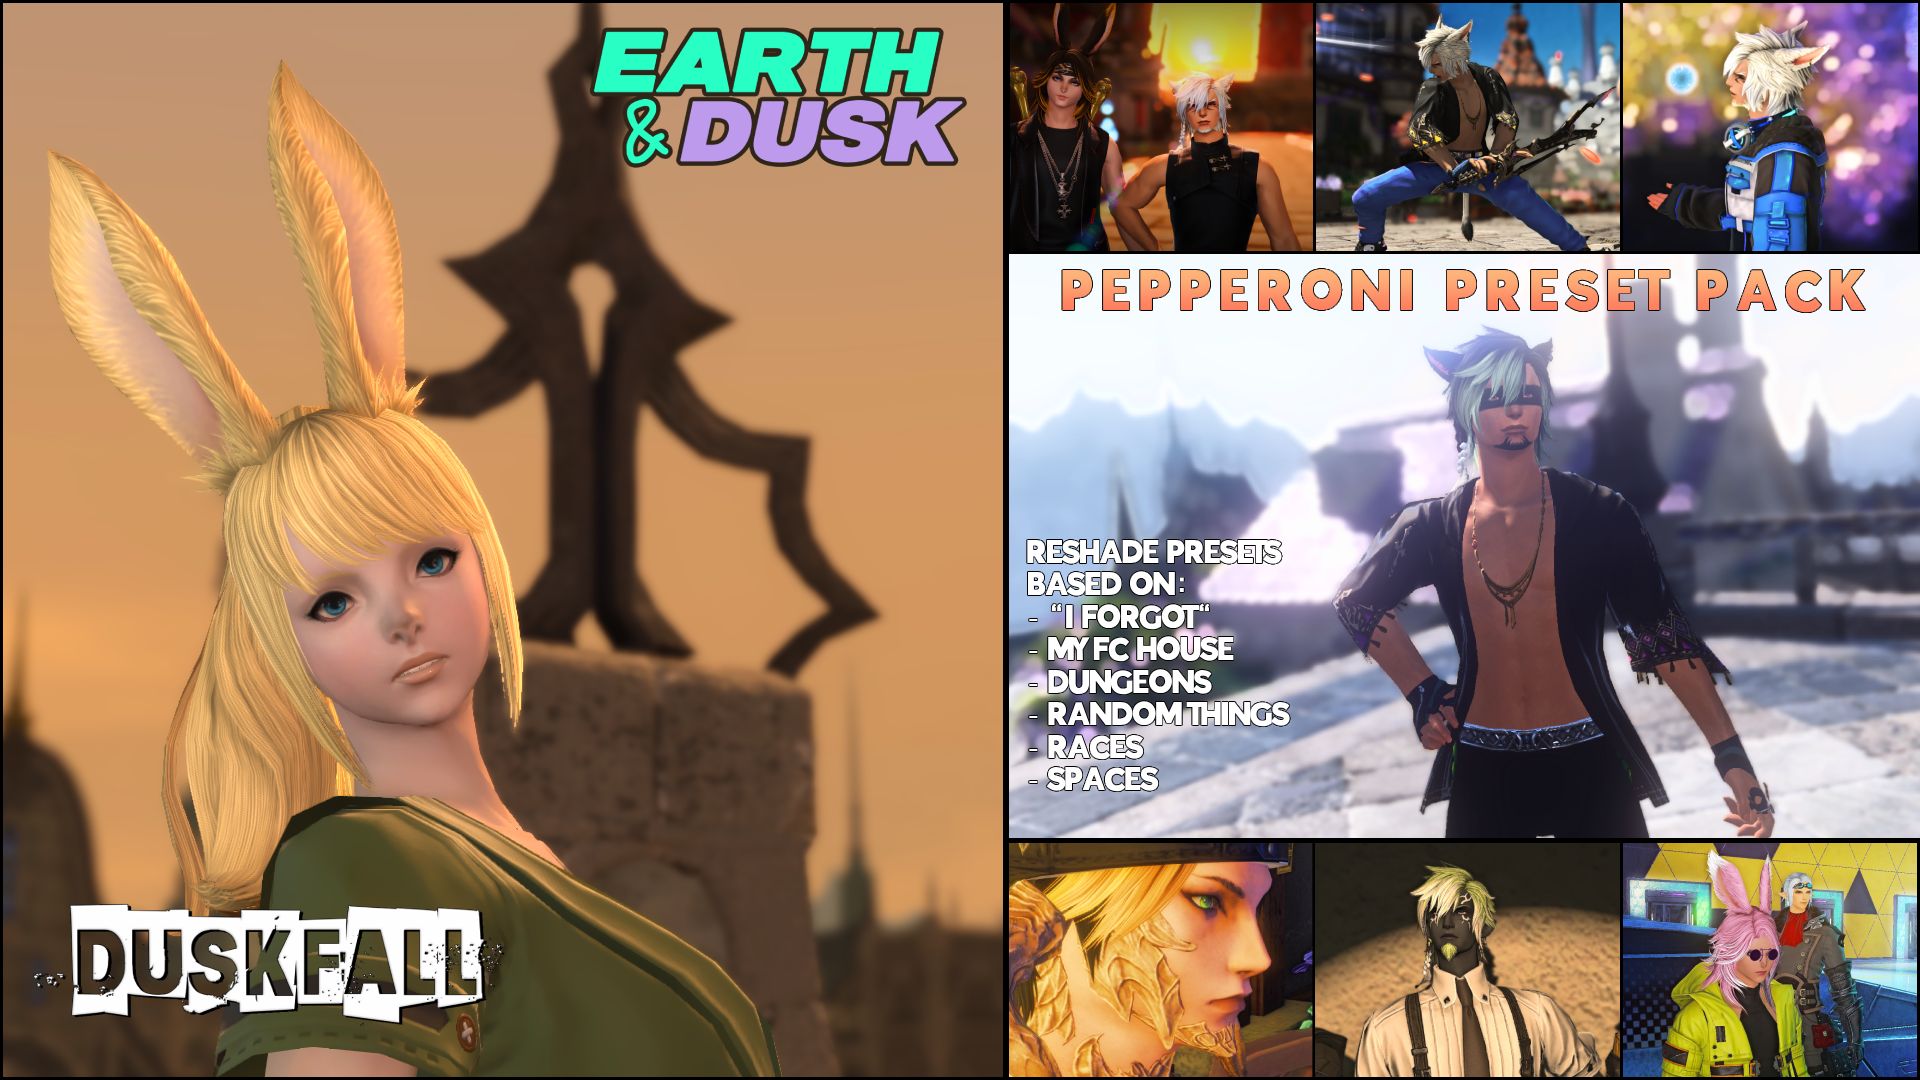 EARTH
& DUSK
DUSKFALL
PEPPERONI PRESET PACK
RESHADE PRESETS
BASED ON:
- "I FORGOT"
- MY FC HOUSE
- DUNGEONS
- RANDOM THINGS
- RACES
- SPACES